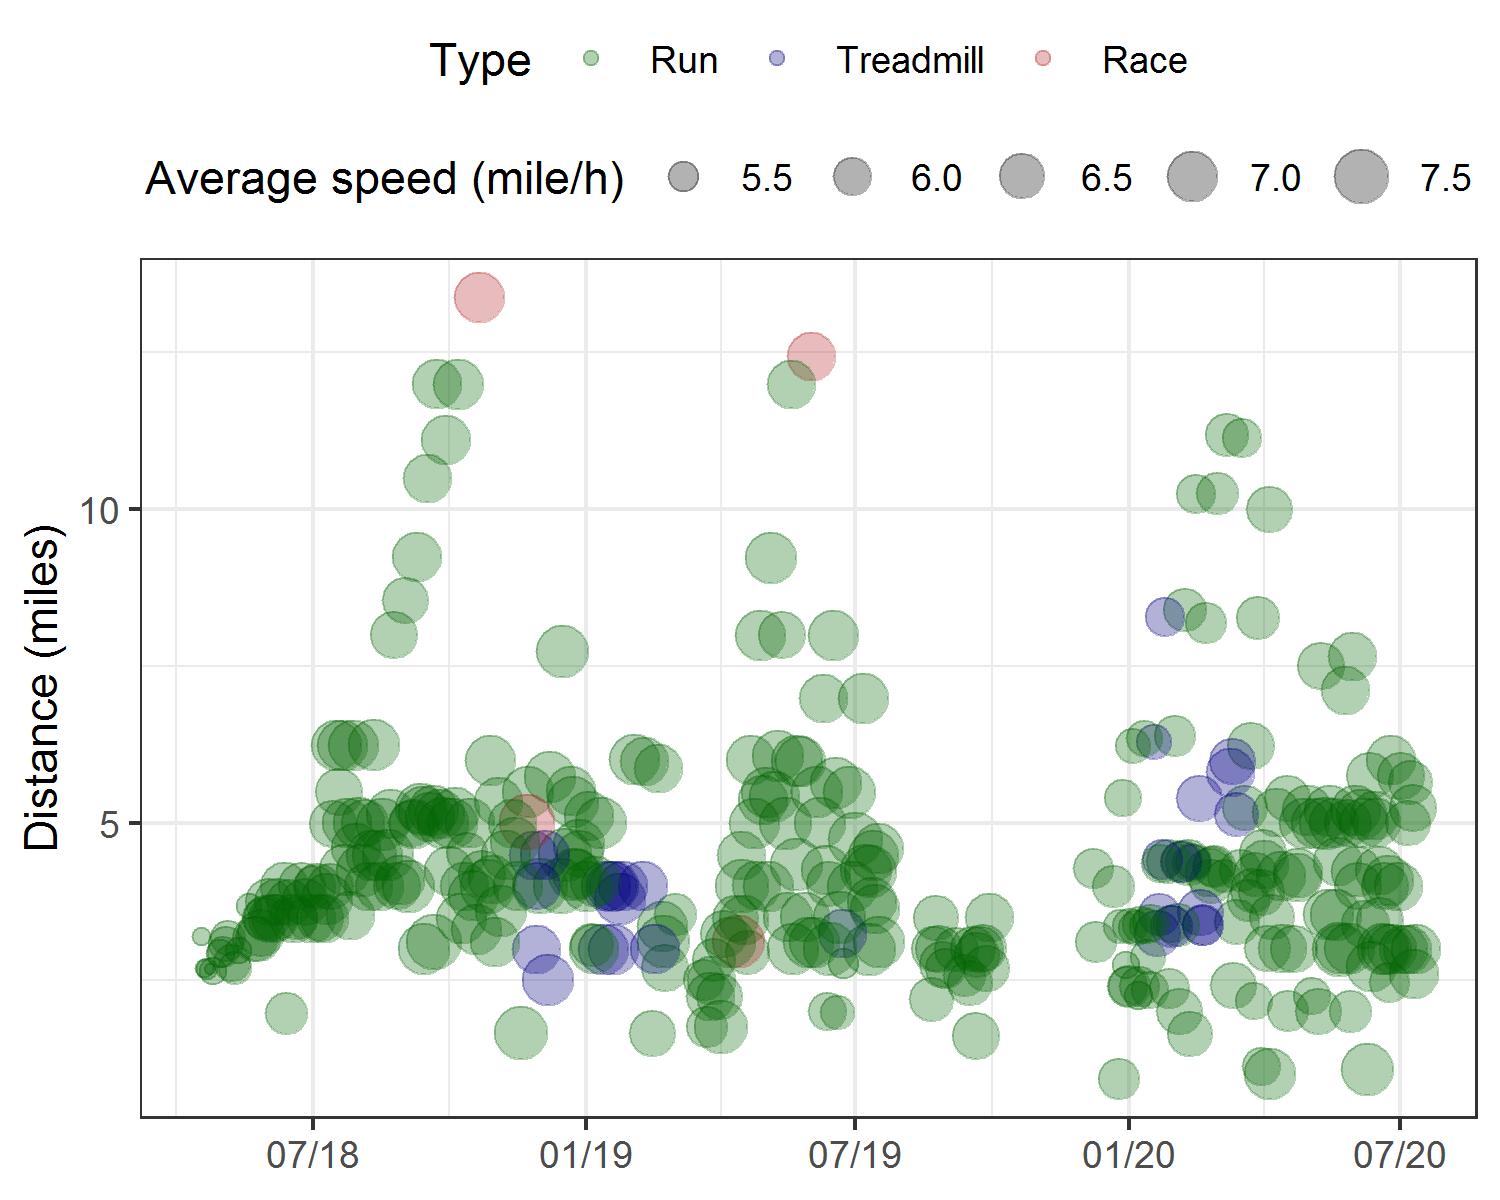 Type Run Treadmill Race
Average speed (mile/h) 5.5 6.0 6.5 7.0 7.5
Distance (miles)
10
5
07/18 01/19 07/19 01/20 07/20